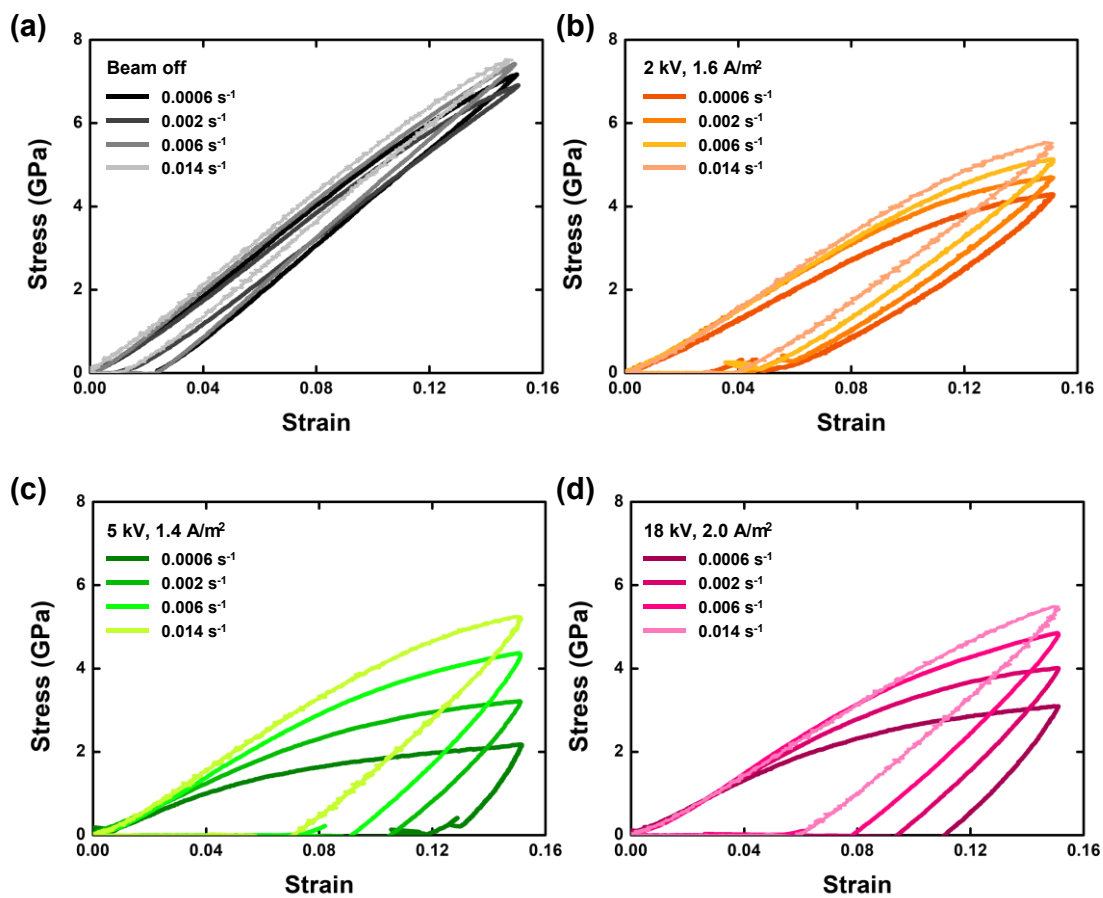 (a)
8
6
4
2
0
Stress (GPa)
Beam off
0.0006 s⁻¹
0.002 s⁻¹
0.006 s⁻¹
0.014 s⁻¹
0.00 0.04 0.08 0.12 0.16
Strain
(b)
8
6
4
2
0
Stress (GPa)
2 kV, 1.6 A/m²
0.0006 s⁻¹
0.002 s⁻¹
0.006 s⁻¹
0.014 s⁻¹
0.00 0.04 0.08 0.12 0.16
Strain
(c)
8
6
4
2
0
Stress (GPa)
5 kV, 1.4 A/m²
0.0006 s⁻¹
0.002 s⁻¹
0.006 s⁻¹
0.014 s⁻¹
0.00 0.04 0.08 0.12 0.16
Strain
(d)
8
6
4
2
0
Stress (GPa)
18 kV, 2.0 A/m²
0.0006 s⁻¹
0.002 s⁻¹
0.006 s⁻¹
0.014 s⁻¹
0.00 0.04 0.08 0.12 0.16
Strain